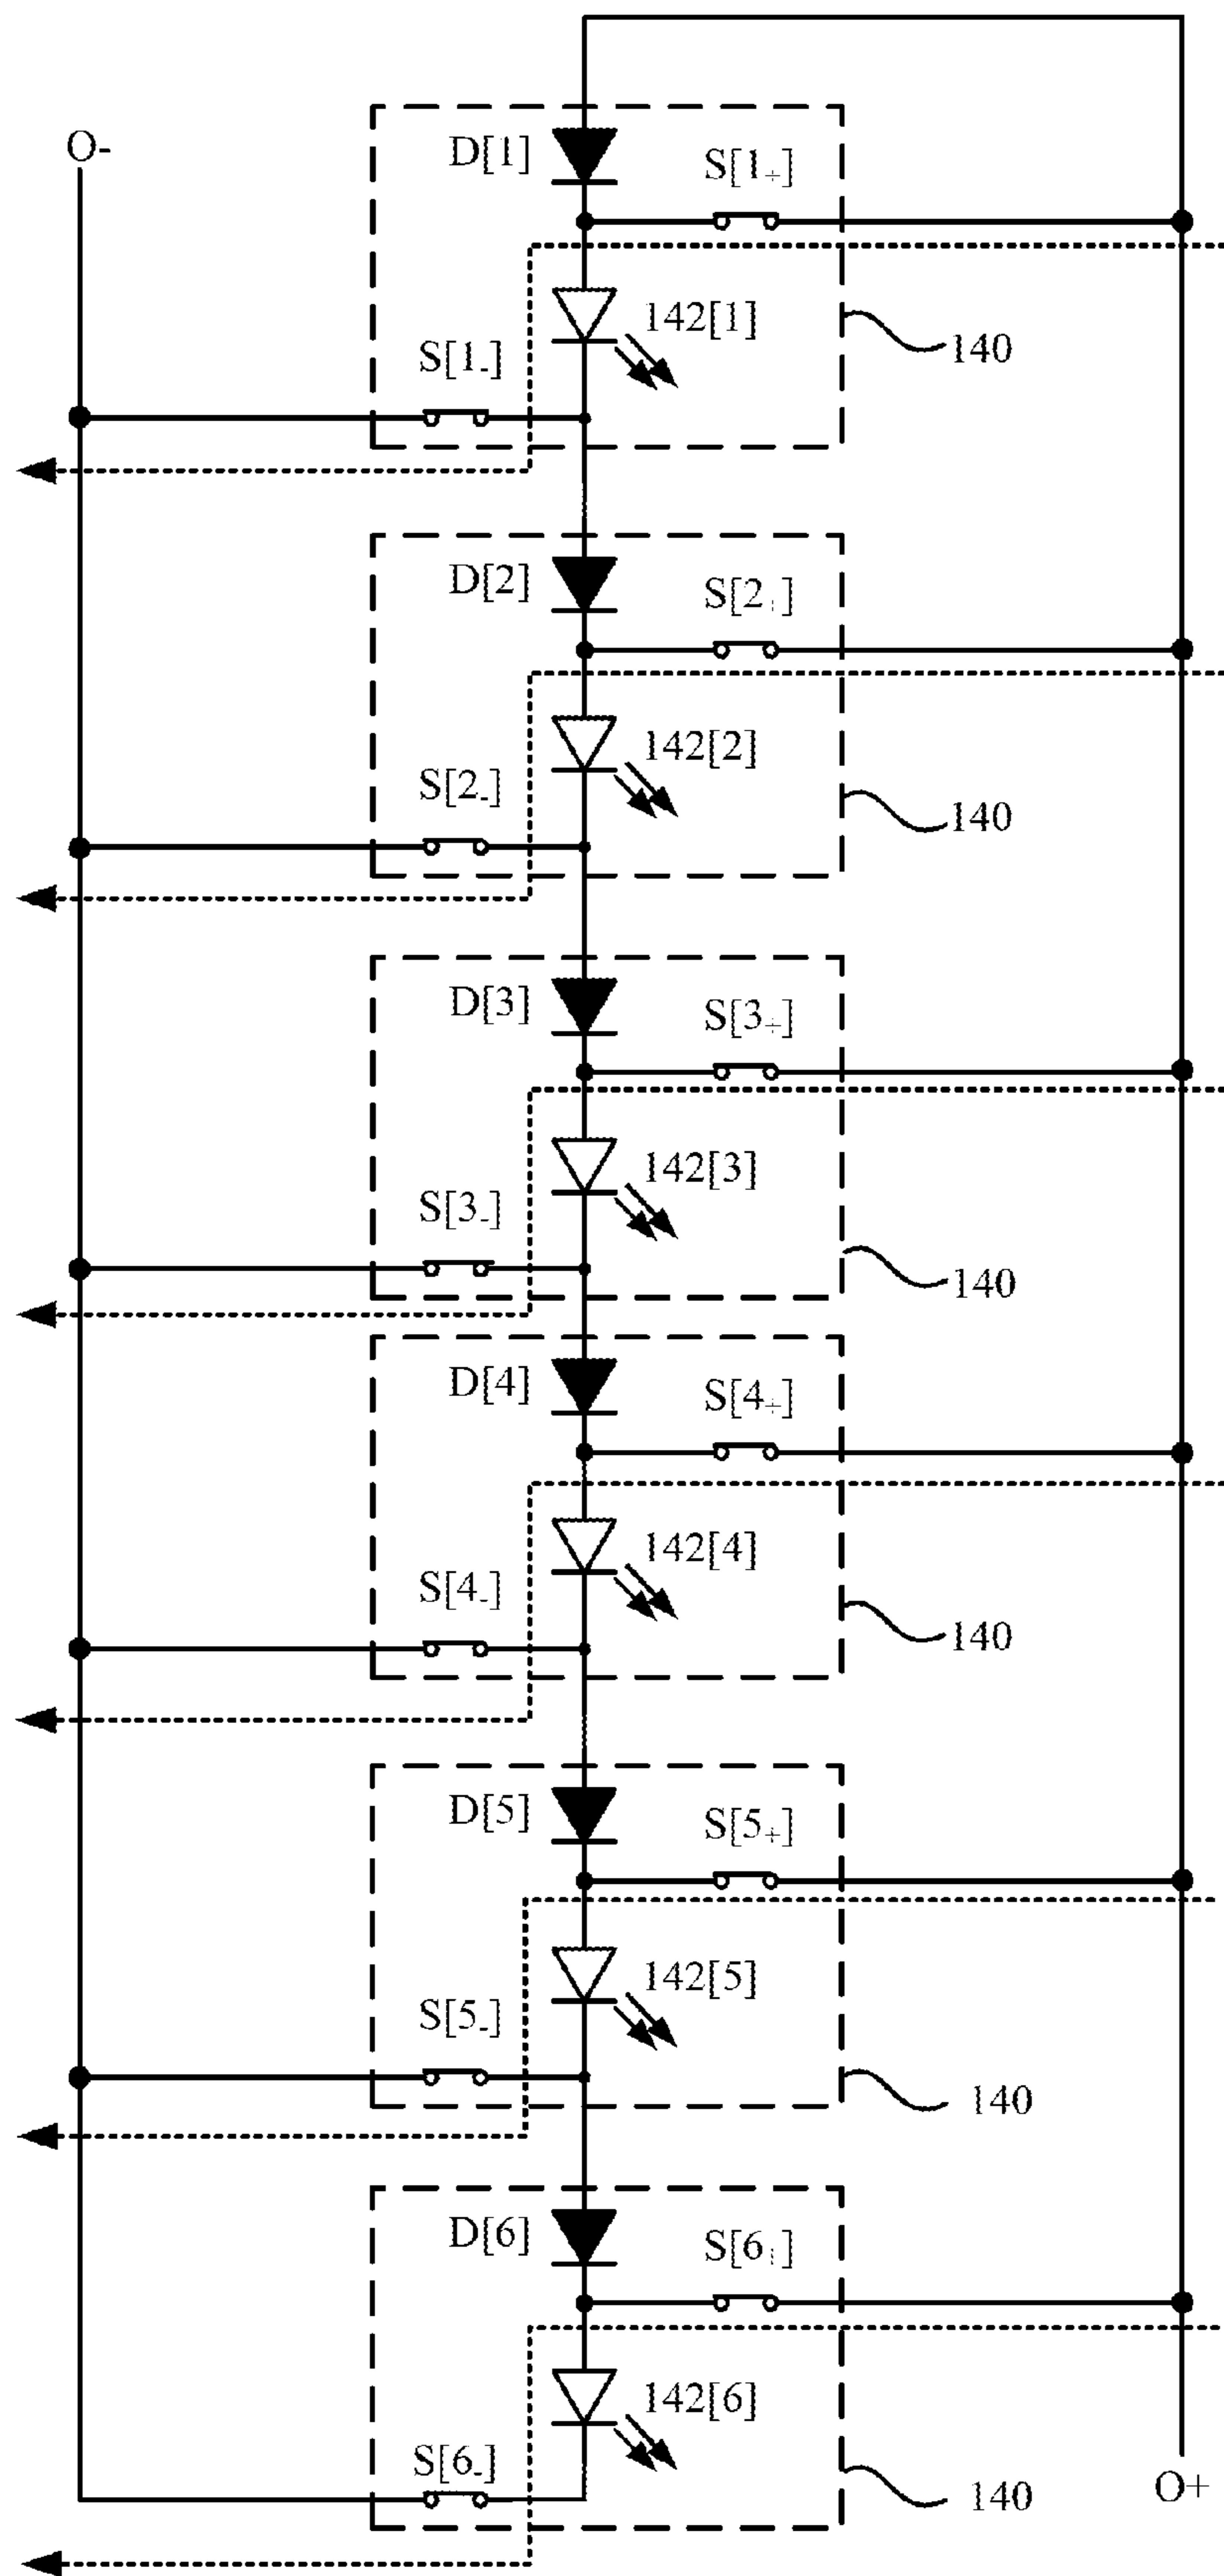 O-
D[1]
S[1+]
142[1]
140
S[1-]
D[2]
S[2+]
142[2]
S[2-]
140
D[3]
S[3+]
142[3]
S[3-]
140
D[4]
S[4+]
142[4]
S[4-]
140
D[5]
S[5+]
142[5]
S[5-]
140
D[6]
S[6+]
142[6]
S[6-]
140
O+